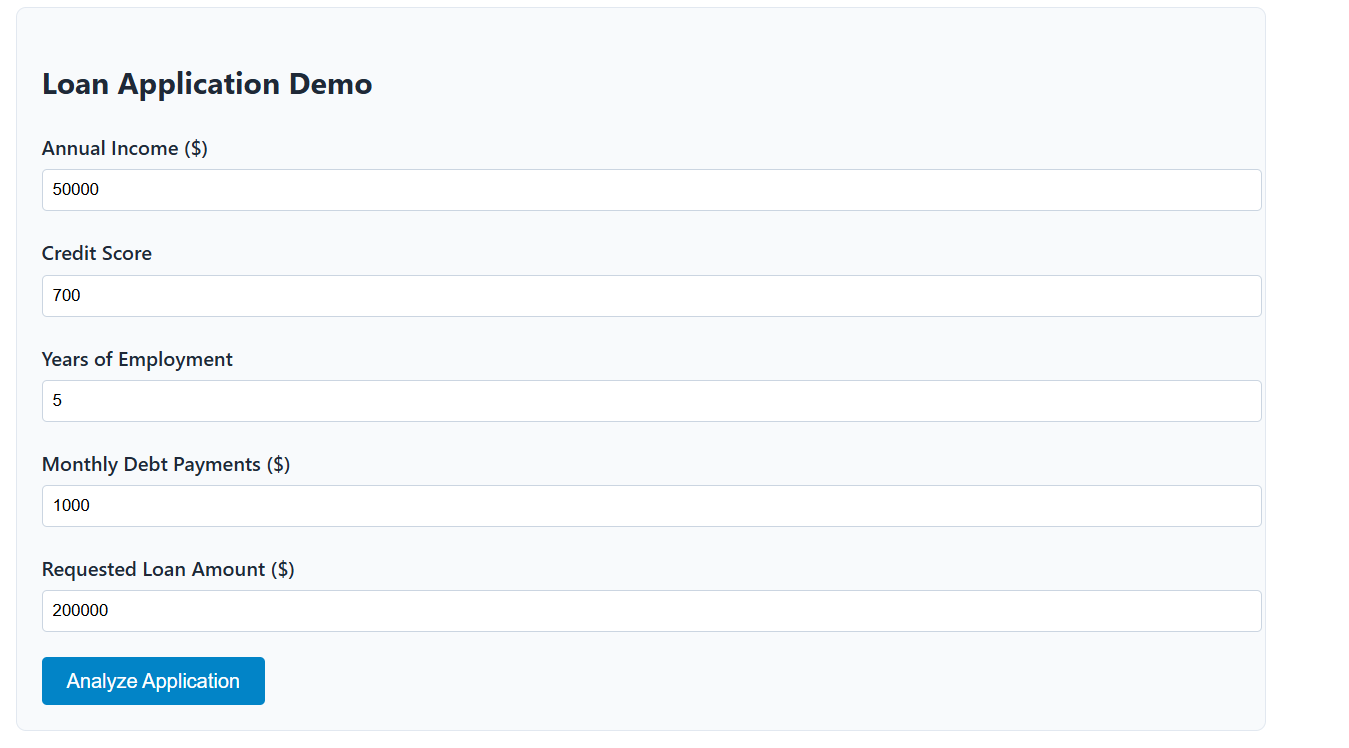 Loan Application Demo
Annual Income ($)
50000
Credit Score
700
Years of Employment
5
Monthly Debt Payments ($)
1000
Requested Loan Amount ($)
200000
Analyze Application